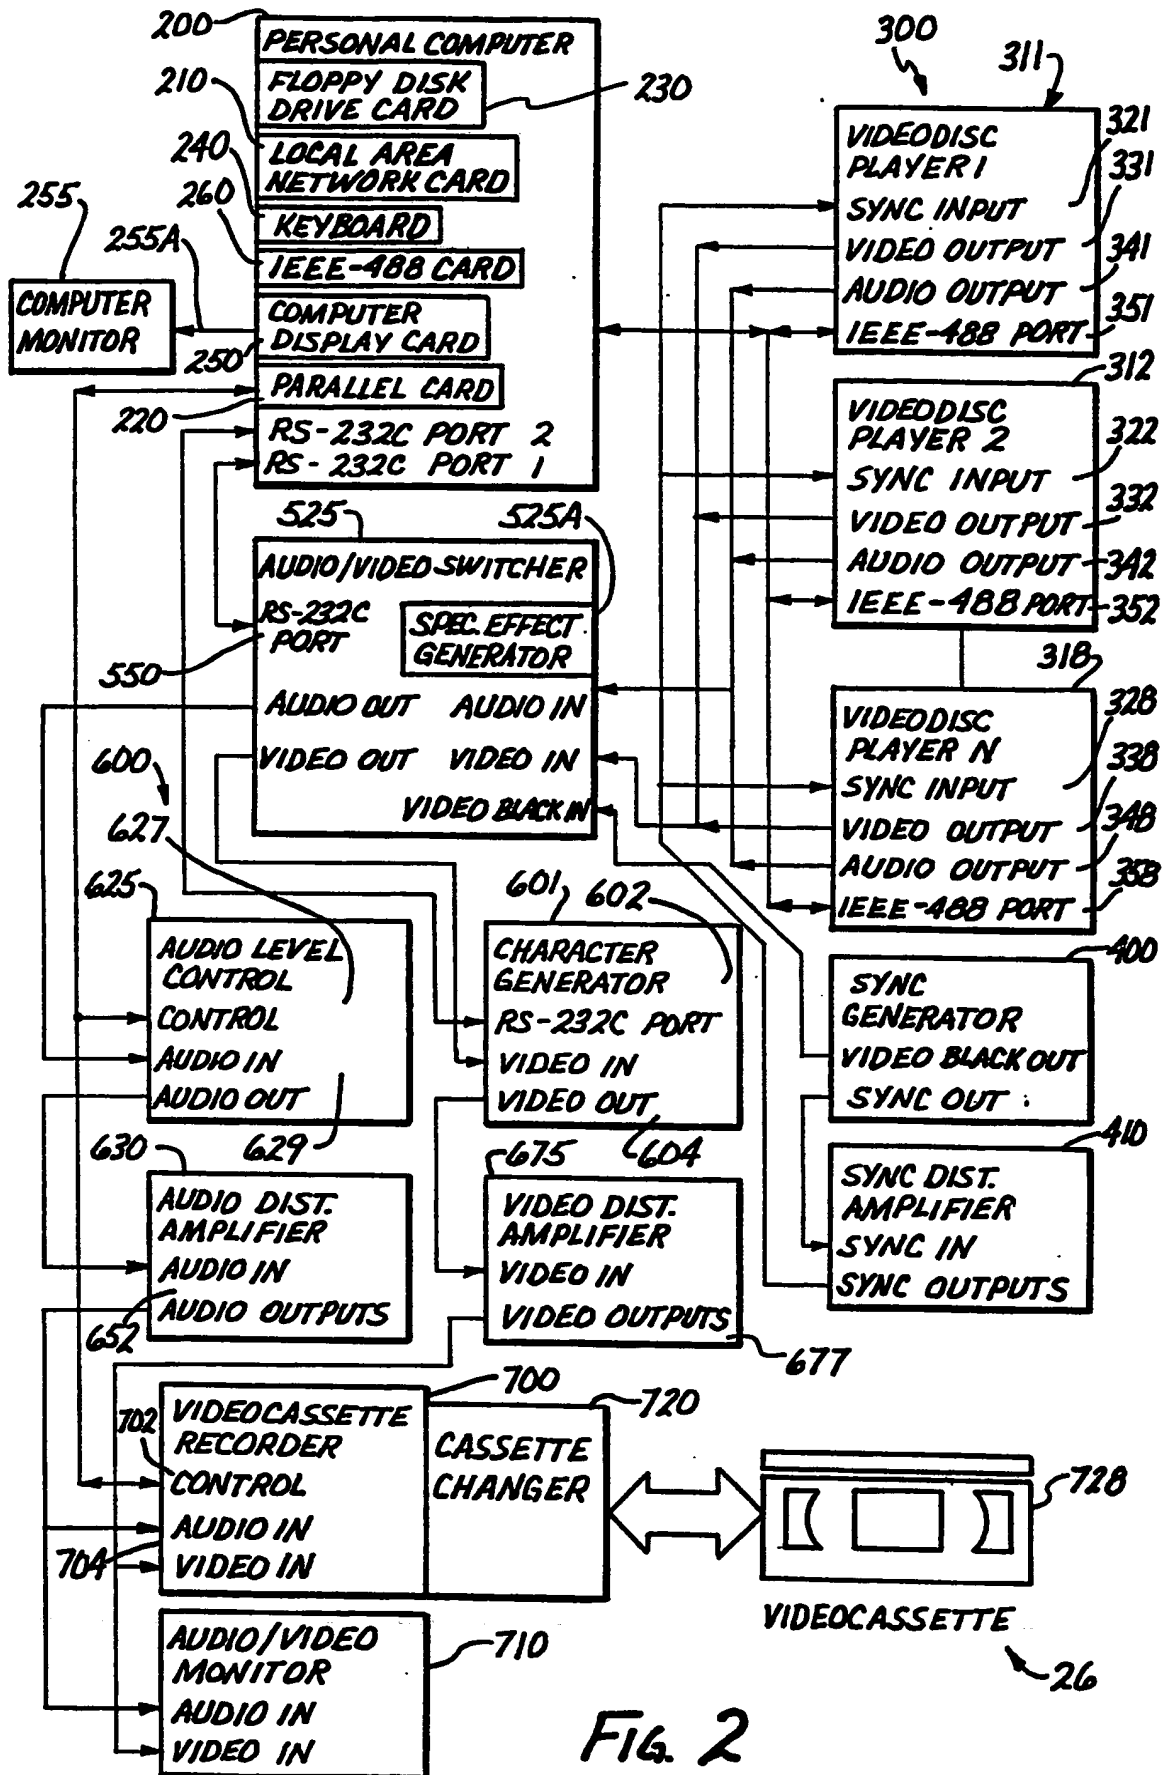 200
PERSONAL COMPUTER
FLOPPY DISK
DRIVE CARD
230
210
LOCAL AREA
NETWORK CARD
240
KEYBOARD
260
IEEE-488 CARD
255
255A
COMPUTER
MONITOR
COMPUTER
DISPLAY CARD
250
PARALLEL CARD
220
RS-232C PORT 2
RS-232C PORT 1
300
311
VIDEODISC
PLAYER 1
321
SYNC INPUT
331
VIDEO OUTPUT
341
AUDIO OUTPUT
351
IEEE-488 PORT
312
VIDEODISC
PLAYER 2
322
SYNC INPUT
332
VIDEO OUTPUT
342
AUDIO OUTPUT
IEEE-488 PORT
352
318
VIDEODISC
PLAYER N
328
SYNC INPUT
338
VIDEO OUTPUT
348
AUDIO OUTPUT
358
IEEE-488 PORT
525
525A
AUDIO/VIDEO SWITCHER
RS-232C
PORT
SPEC. EFFECT
GENERATOR
550
AUDIO OUT
AUDIO IN
VIDEO OUT
VIDEO IN
VIDEO BLACK IN
600
627
625
AUDIO LEVEL
CONTROL
CONTROL
AUDIO IN
AUDIO OUT
629
601
602
CHARACTER
GENERATOR
RS-232C PORT
VIDEO IN
VIDEO OUT
604
400
SYNC
GENERATOR
VIDEO BLACK OUT
SYNC OUT
410
SYNC DIST.
AMPLIFIER
SYNC IN
SYNC OUTPUTS
630
AUDIO DIST.
AMPLIFIER
AUDIO IN
AUDIO OUTPUTS
652
675
VIDEO DIST.
AMPLIFIER
VIDEO IN
VIDEO OUTPUTS
677
700
720
VIDEOCASSETTE
RECORDER
702
CONTROL
AUDIO IN
704
VIDEO IN
CASSETTE
CHANGER
728
VIDEOCASSETTE
26
AUDIO/VIDEO
MONITOR
710
AUDIO IN
VIDEO IN
FIG. 2